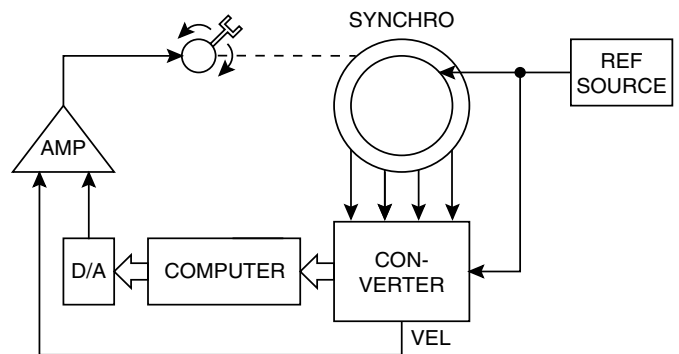 SYNCHRO
REF
SOURCE
AMP
D/A
COMPUTER
CON-
VERTER
VEL